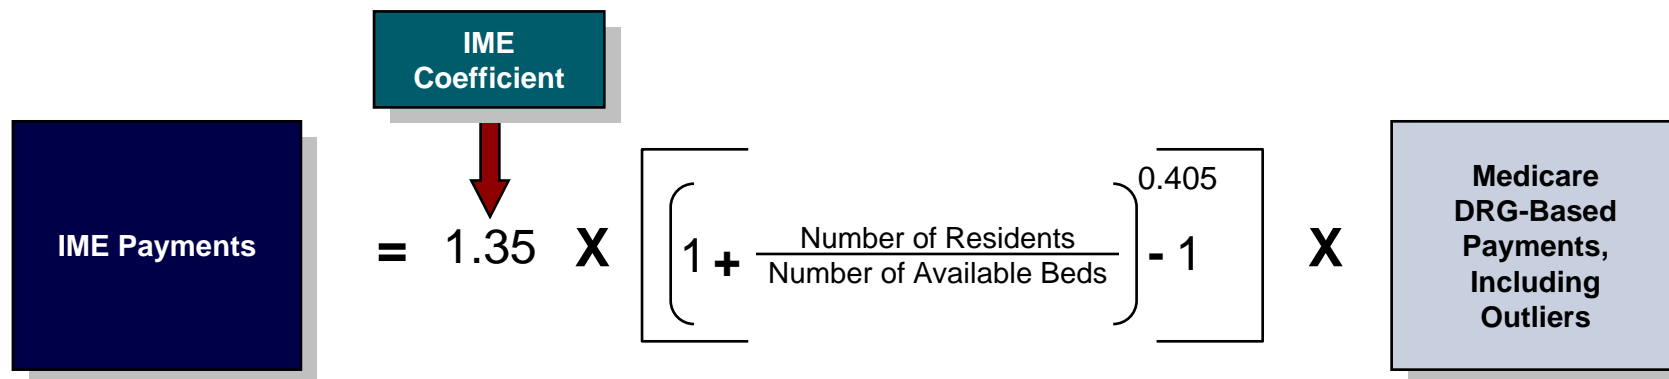 IME
Coefficient
IME Payments
= 1.35 X
1 + Number of Residents
Number of Available Beds
0.405
- 1
X
Medicare
DRG-Based
Payments,
Including
Outliers